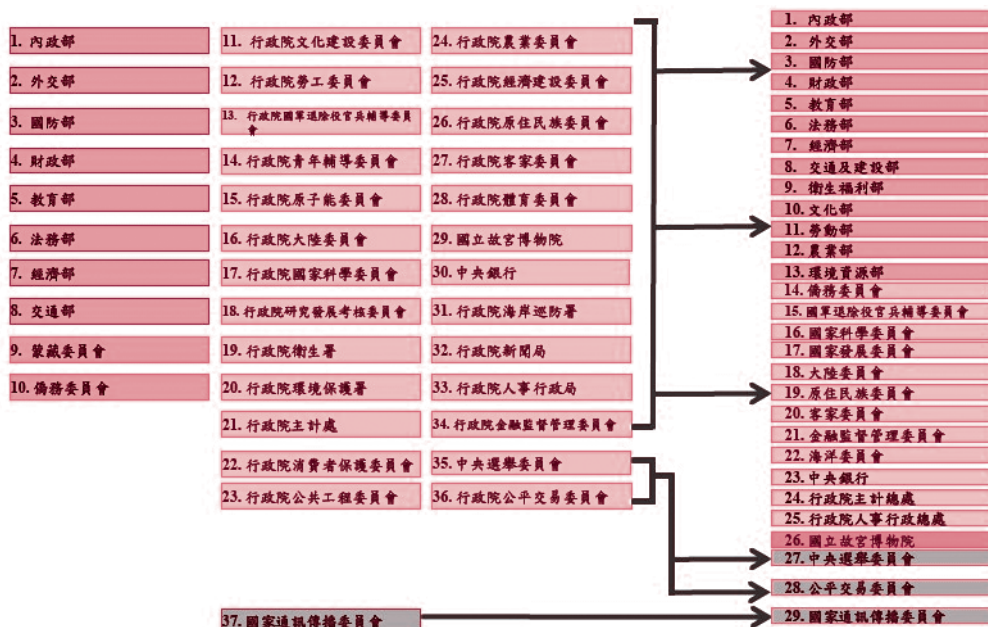 1. 內政部
2. 外交部
3. 國防部
4. 財政部
5. 教育部
6. 法務部
7. 經濟部
8. 交通部
9. 蒙藏委員會
10. 僑務委員會
11. 行政院文化建設委員會
12. 行政院勞工委員會
13. 行政院國軍退除役官兵輔導委員
會
14. 行政院青年輔導委員會
15. 行政院原子能委員會
16. 行政院大陸委員會
17. 行政院國家科學委員會
18. 行政院研究發展考核委員會
19. 行政院衛生署
20. 行政院環境保護署
21. 行政院主計處
22. 行政院消費者保護委員會
23. 行政院公共工程委員會
24. 行政院農業委員會
25. 行政院經濟建設委員會
26. 行政院原住民族委員會
27. 行政院客家委員會
28. 行政院體育委員會
29. 國立故宮博物院
30. 中央銀行
31. 行政院海岸巡防署
32. 行政院新聞局
33. 行政院人事行政局
34. 行政院金融監督管理委員會
35. 中央選舉委員會
36. 行政院公平交易委員會
37. 國家通訊傳播委員會
1. 內政部
2. 外交部
3. 國防部
4. 財政部
5. 教育部
6. 法務部
7. 經濟部
8. 交通及建設部
9. 衛生福利部
10. 文化部
11. 勞動部
12. 農業部
13. 環境資源部
14. 僑務委員會
15. 國軍退除役官兵輔導委員會
16. 國家科學委員會
17. 國家發展委員會
18. 大陸委員會
19. 原住民族委員會
20. 客家委員會
21. 金融監督管理委員會
22. 海洋委員會
23. 中央銀行
24. 行政院主計總處
25. 行政院人事行政總處
26. 國立故宮博物院
27. 中央選舉委員會
28. 公平交易委員會
29. 國家通訊傳播委員會